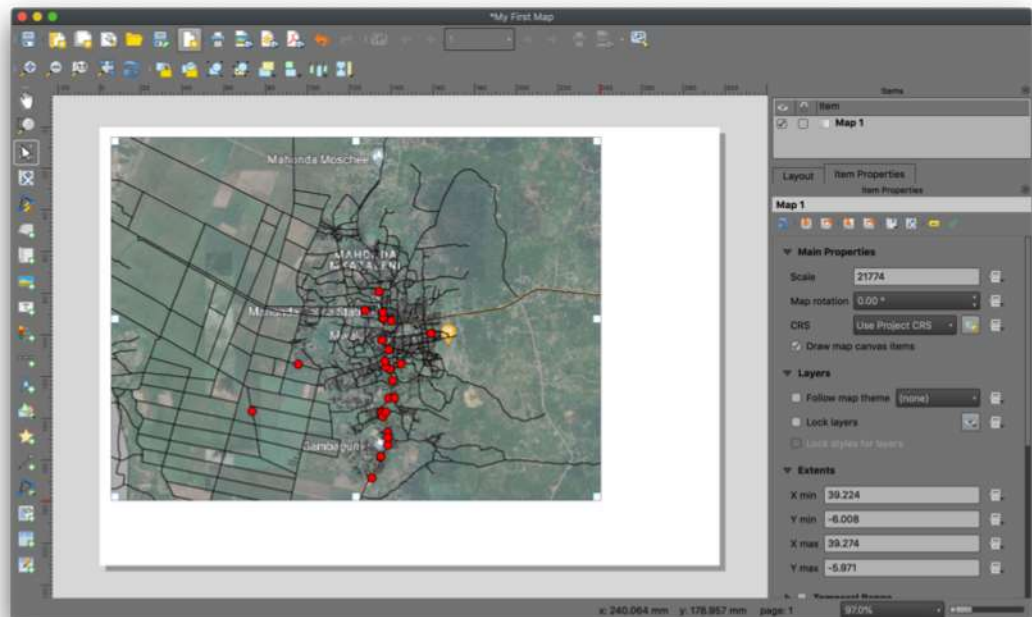 *My First Map
Items
Item
Map 1
Layout
Item Properties
Item Properties
Map 1
Main Properties
Scale
21774
Map rotation
0.00 °
CRS
Use Project CRS
Draw map canvas items
Layers
Follow map theme
(none)
Lock layers
Lock styles for layers
Extents
X min
39.224
Y min
-6.008
X max
39.274
Y max
-5.971
Mahonda Moschee
MAHONDA
x: 240.064 mm
y: 178.957 mm
page: 1
97.0%